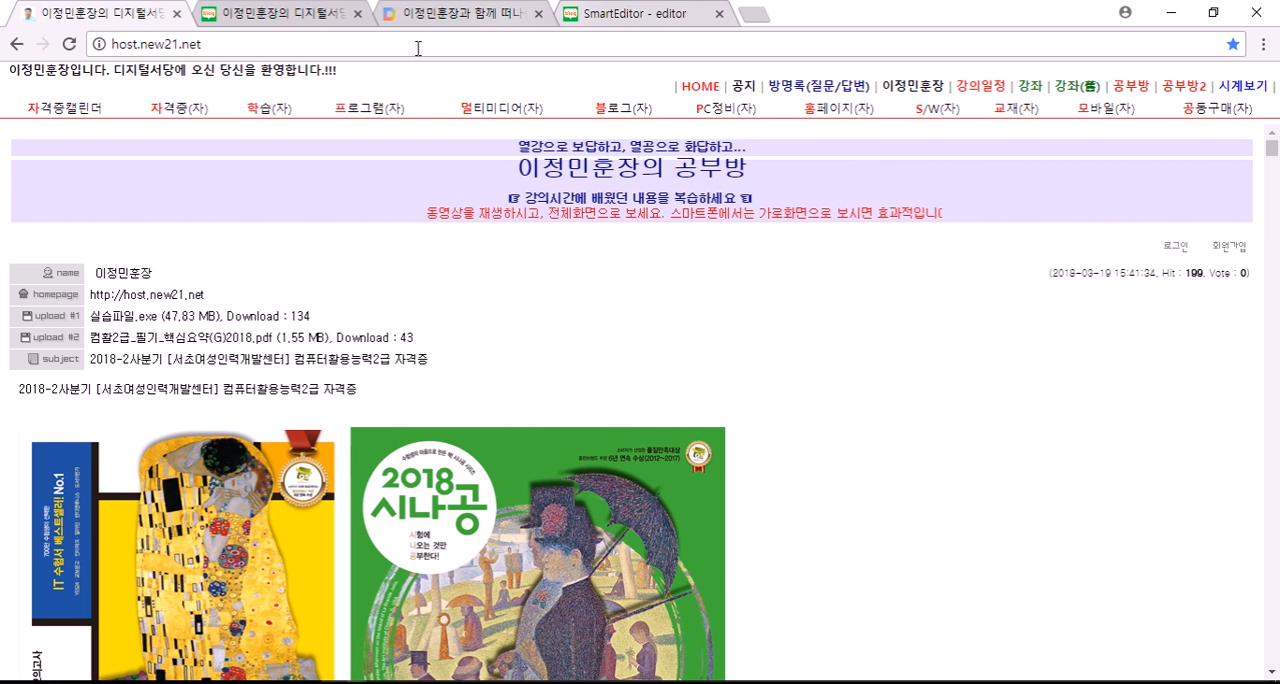 이정민훈장의 디지털서당
이정민훈장의 디지털서당
이정민훈장과 함께 떠나
SmartEditor - editor
host.new21.net
이정민훈장입니다. 디지털서당에 오신 당신을 환영합니다.!!!
| HOME | 공지 | 방명록(질문/답변) | 이정민훈장 | 강의일정 | 강좌 | 강좌(舊) | 공부방 | 공부방2 | 시계보기 |
자격증캘린더 자격증(자) 학습(자) 프로그램(자) 멀티미디어(자) 블로그(자) PC정비(자) 홈페이지(자) S/W(자) 교재(자) 모바일(자) 공동구매(자)
열강으로 보답하고, 열공으로 화답하고...
이정민훈장의 공부방
☞ 강의시간에 배웠던 내용을 복습하세요 ☜
동영상을 재생하시고, 전체화면으로 보세요. 스마트폰에서는 가로화면으로 보시면 효과적입니(
로그인 회원가입
name 이정민훈장 (2018-03-19 15:41:34, Hit : 199, Vote : 0)
homepage http://host.new21.net
upload #1 실습파일.exe (47.83 MB), Download : 134
upload #2 컴활2급_필기_핵심요약(G)2018.pdf (1.55 MB), Download : 43
subject 2018-2사분기 [서초여성인력개발센터] 컴퓨터활용능력2급 자격증
2018-2사분기 [서초여성인력개발센터] 컴퓨터활용능력2급 자격증
IT 수험서 베스트셀러! No.1
모의고사
2018
시나공
시험에
나오는 것만
공부한다!
6년 연속 수상(2012~2017)